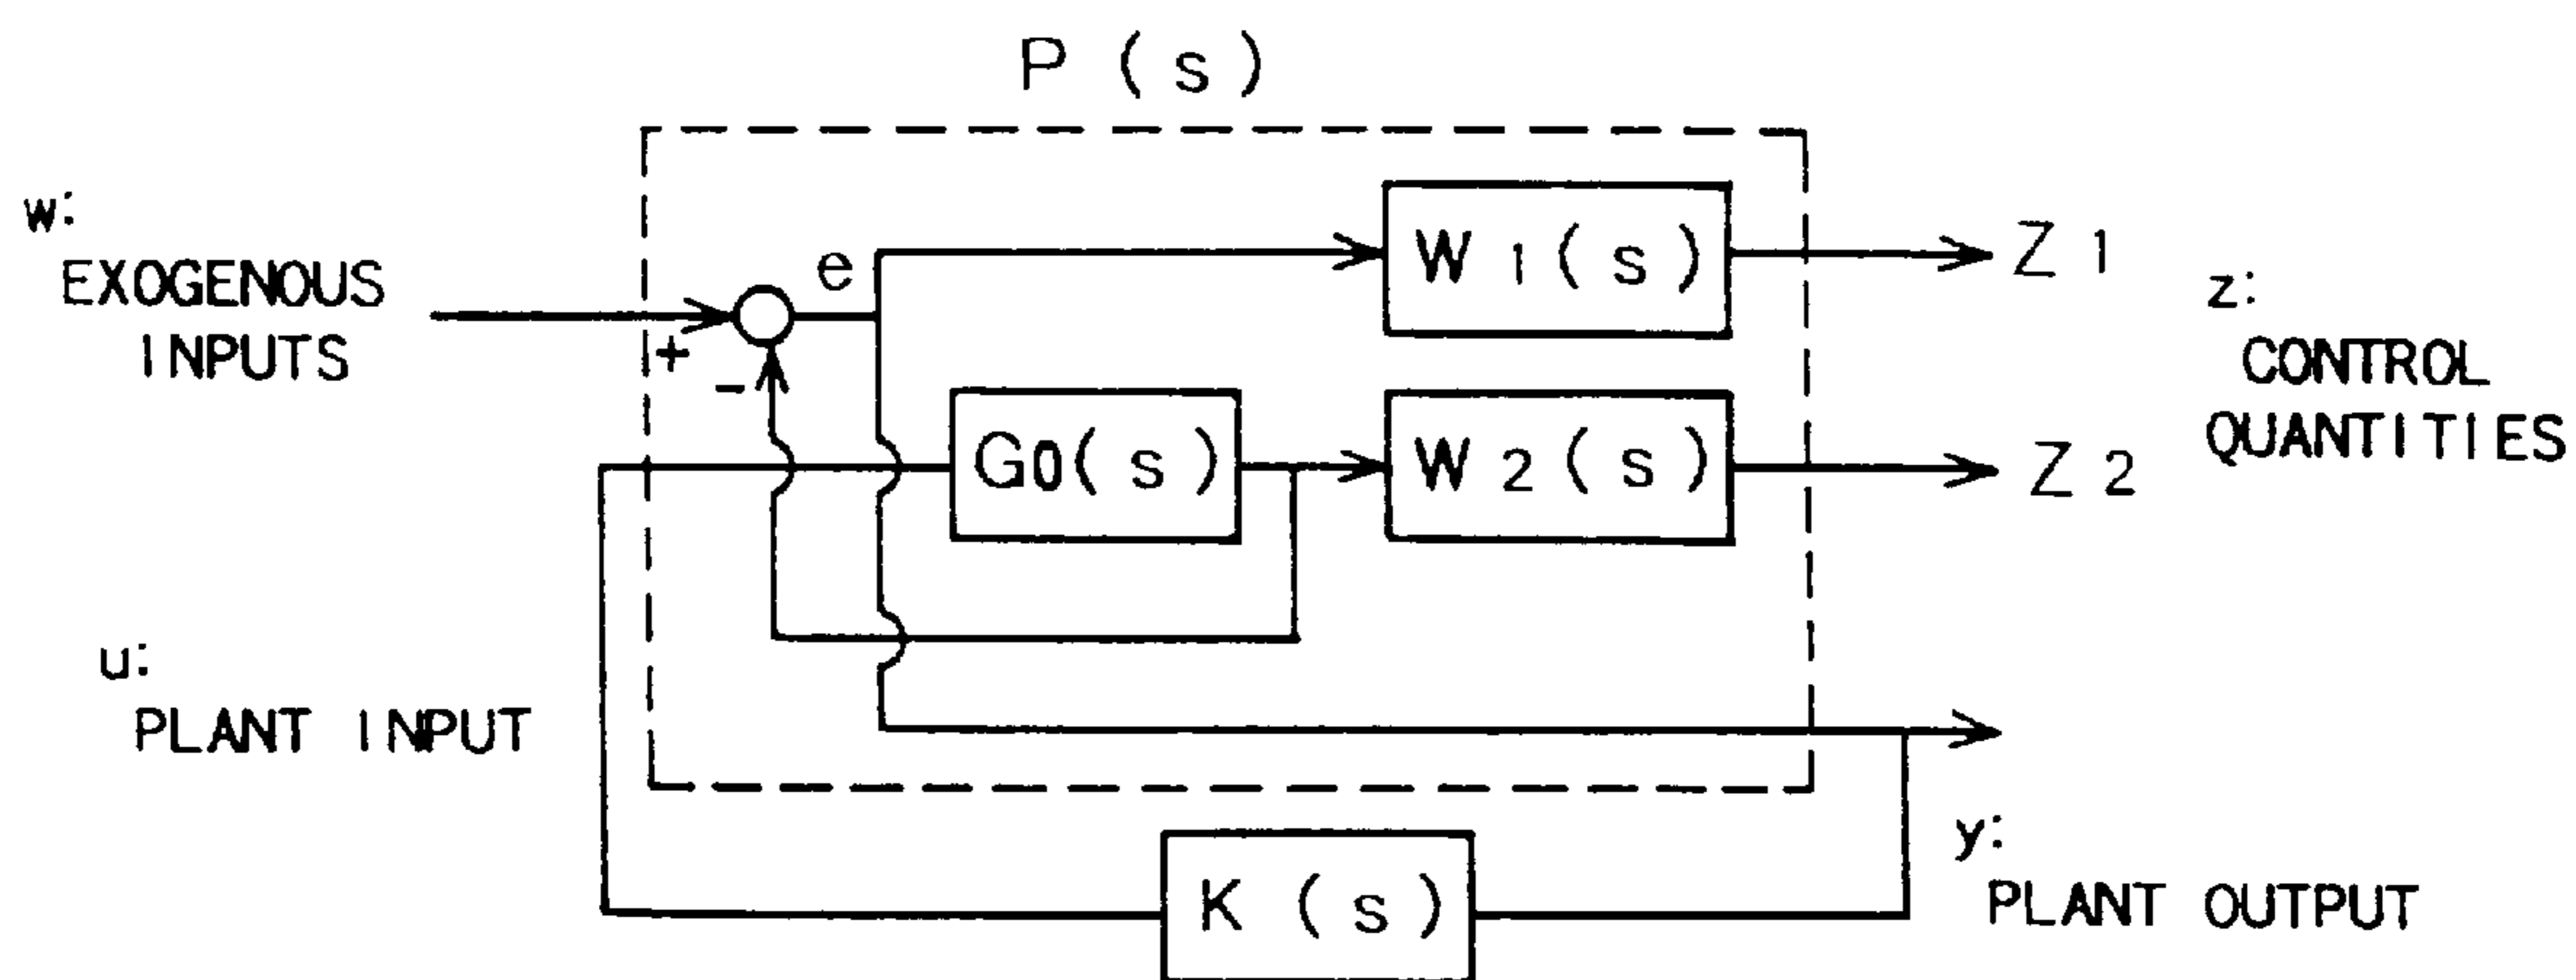 P ( s )
w:
EXOGENOUS
INPUTS
+
-
e
W 1 ( s )
Z 1
z:
CONTROL
QUANTITIES
G0( s )
W 2 ( s )
Z 2
u:
PLANT INPUT
y:
PLANT OUTPUT
K ( s )